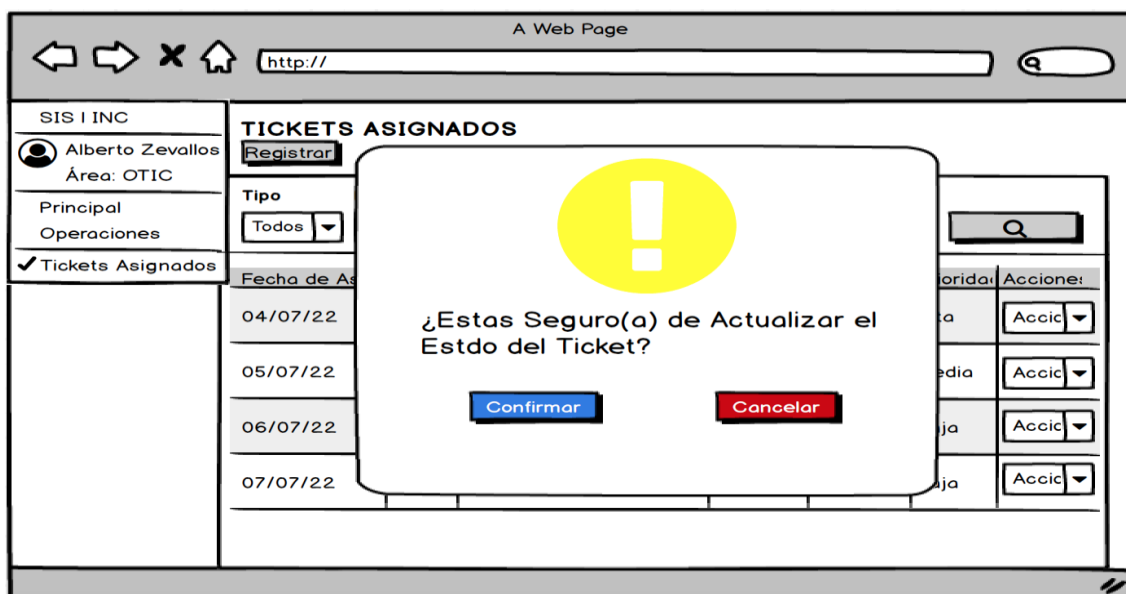 A Web Page
http://
SIS I INC
Alberto Zevallos
Área: OTIC
Principal
Operaciones
Tickets Asignados
TICKETS ASIGNADOS
Registrar
Tipo
Todos
Fecha de As
ioridad Acciones
04/07/22 ta Accic
05/07/22 edia Accic
06/07/22 ja Accic
07/07/22 aja Accic
!
¿Estas Seguro(a) de Actualizar el
Estdo del Ticket?
Confirmar Cancelar